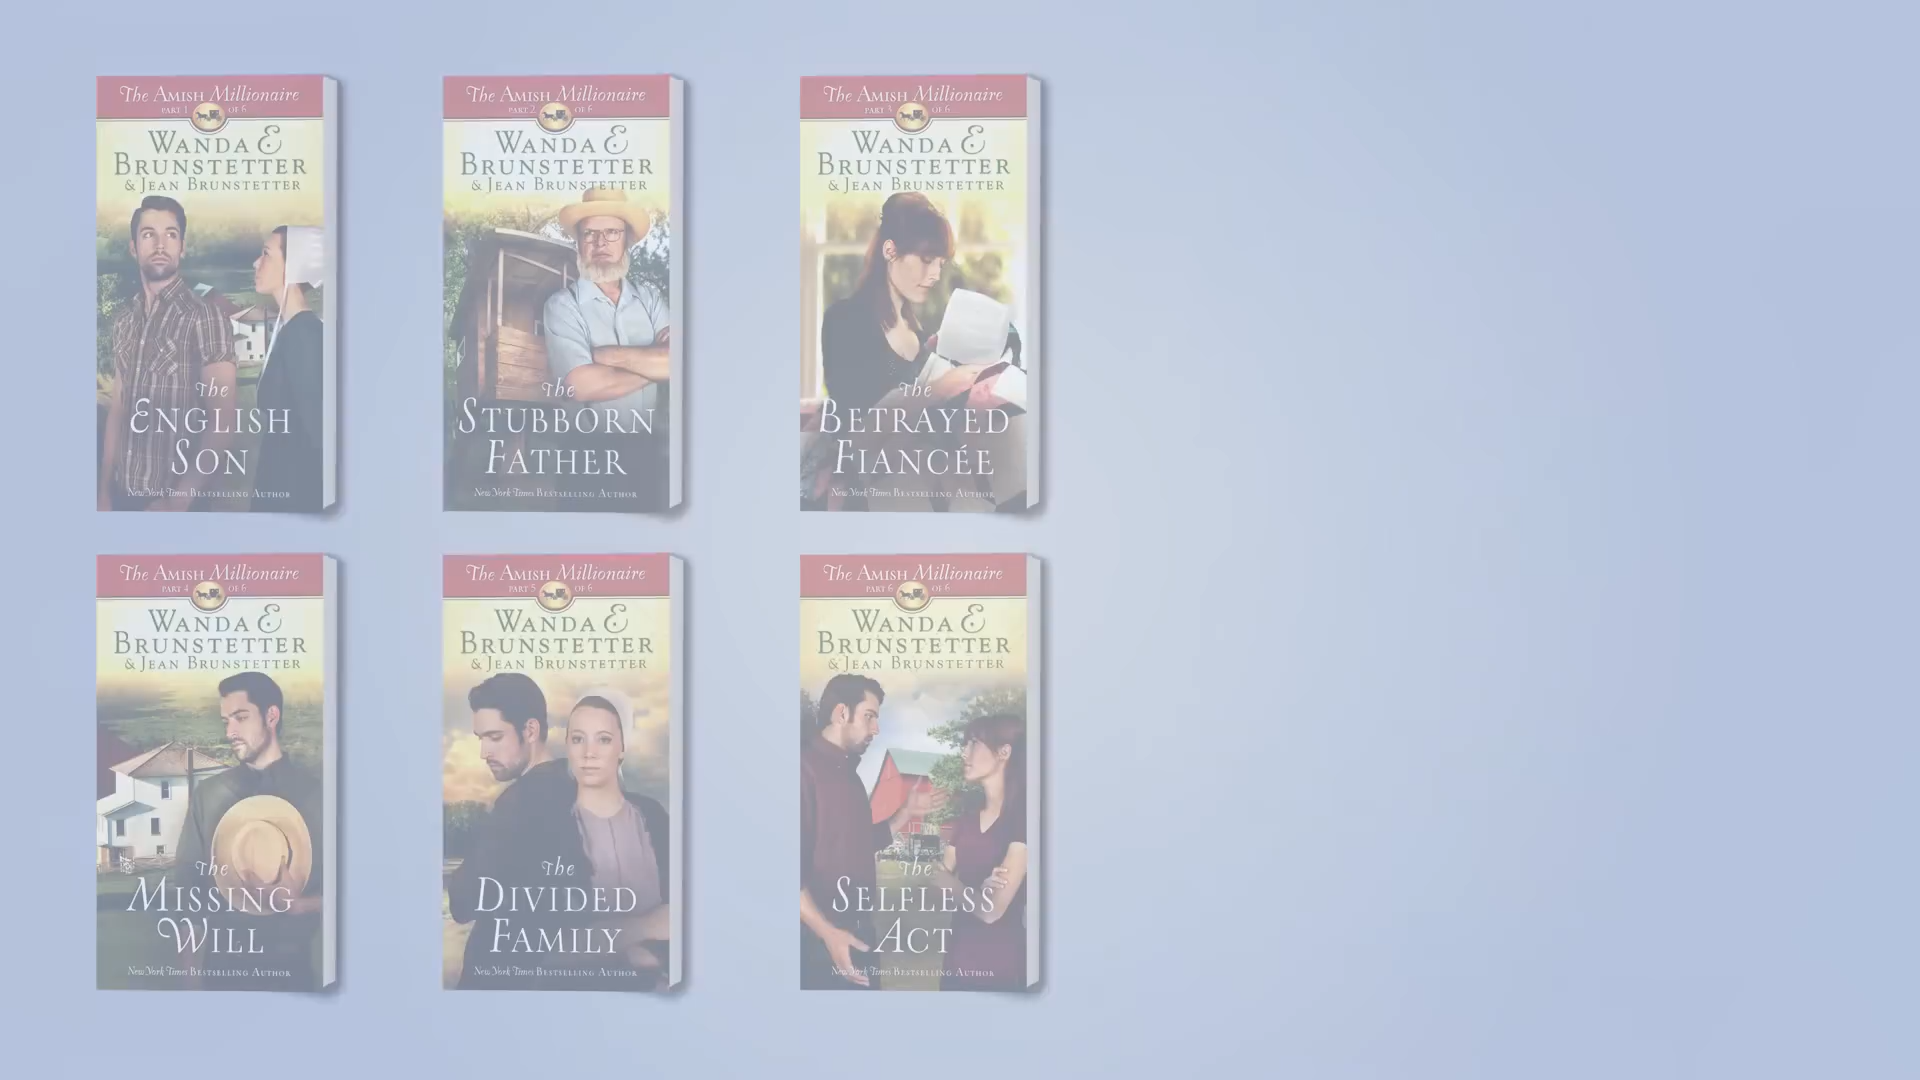 The Amish Millionaire
PART 1 OF 6
WANDA E
BRUNSTETTER
& JEAN BRUNSTETTER
The
ENGLISH
SON
New York Times BESTSELLING AUTHOR
The Amish Millionaire
PART 2 OF 6
WANDA E
BRUNSTETTER
& JEAN BRUNSTETTER
The
STUBBORN
FATHER
New York Times BESTSELLING AUTHOR
The Amish Millionaire
PART 3 OF 6
WANDA E
BRUNSTETTER
& JEAN BRUNSTETTER
The
BETRAYED
FIANCÉE
New York Times BESTSELLING AUTHOR
The Amish Millionaire
PART 4 OF 6
WANDA E
BRUNSTETTER
& JEAN BRUNSTETTER
The
MISSING
WILL
New York Times BESTSELLING AUTHOR
The Amish Millionaire
PART 5 OF 6
WANDA E
BRUNSTETTER
& JEAN BRUNSTETTER
The
DIVIDED
FAMILY
New York Times BESTSELLING AUTHOR
The Amish Millionaire
PART 6 OF 6
WANDA E
BRUNSTETTER
& JEAN BRUNSTETTER
The
SELFLESS
ACT
New York Times BESTSELLING AUTHOR